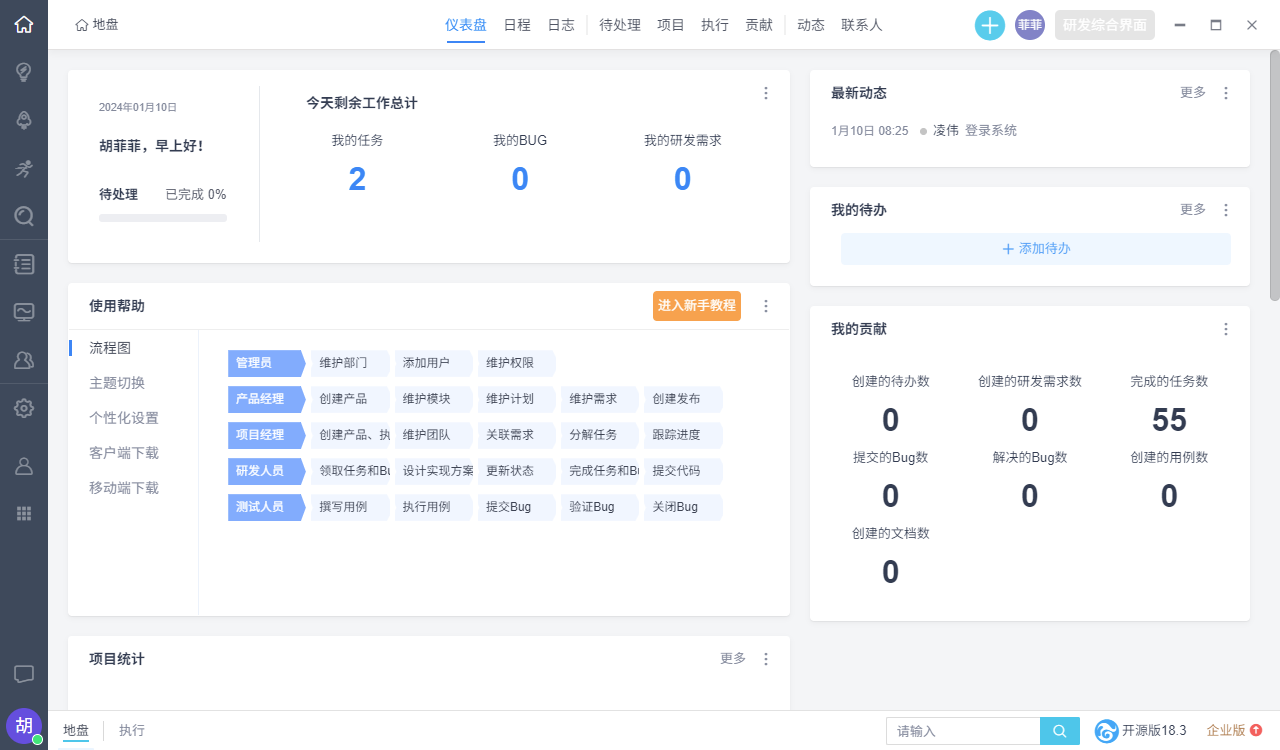 地盘
仪表盘 日程 日志 待处理 项目 执行 贡献 动态 联系人
菲菲
研发综合界面
2024年01月10日
胡菲菲，早上好！
待处理 已完成 0%
今天剩余工作总计
我的任务 我的BUG 我的研发需求
2 0 0
最新动态 更多
1月10日 08:25 凌伟 登录系统
我的待办 更多
添加待办
使用帮助 进入新手教程
流程图
主题切换
个性化设置
客户端下载
移动端下载
管理员 维护部门 添加用户 维护权限
产品经理 创建产品 维护模块 维护计划 维护需求 创建发布
项目经理 创建产品、执 维护团队 关联需求 分解任务 跟踪进度
研发人员 领取任务和Bu 设计实现方案 更新状态 完成任务和Bu 提交代码
测试人员 撰写用例 执行用例 提交Bug 验证Bug 关闭Bug
我的贡献
创建的待办数 创建的研发需求数 完成的任务数
0 0 55
提交的Bug数 解决的Bug数 创建的用例数
0 0 0
创建的文档数
0
项目统计 更多
胡
地盘 执行
请输入
开源版18.3 企业版